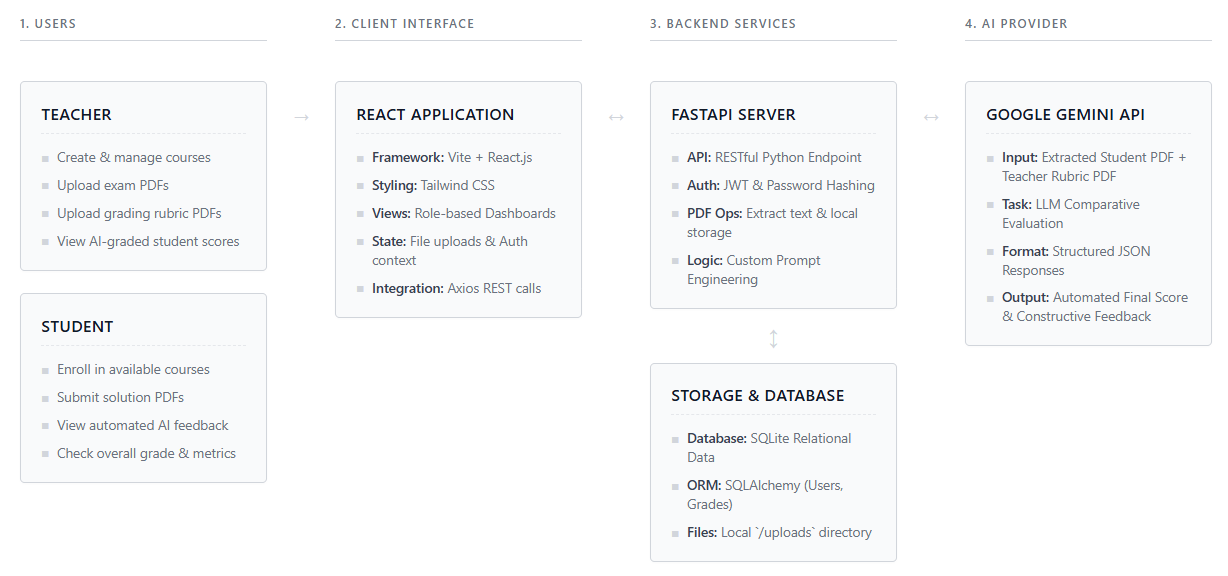 1. USERS
TEACHER
Create & manage courses
Upload exam PDFs
Upload grading rubric PDFs
View AI-graded student scores
STUDENT
Enroll in available courses
Submit solution PDFs
View automated AI feedback
Check overall grade & metrics
2. CLIENT INTERFACE
REACT APPLICATION
Framework: Vite + React.js
Styling: Tailwind CSS
Views: Role-based Dashboards
State: File uploads & Auth
context
Integration: Axios REST calls
3. BACKEND SERVICES
FASTAPI SERVER
API: RESTful Python Endpoint
Auth: JWT & Password Hashing
PDF Ops: Extract text & local
storage
Logic: Custom Prompt
Engineering
STORAGE & DATABASE
Database: SQLite Relational
Data
ORM: SQLAlchemy (Users,
Grades)
Files: Local `/uploads` directory
4. AI PROVIDER
GOOGLE GEMINI API
Input: Extracted Student PDF +
Teacher Rubric PDF
Task: LLM Comparative
Evaluation
Format: Structured JSON
Responses
Output: Automated Final Score
& Constructive Feedback